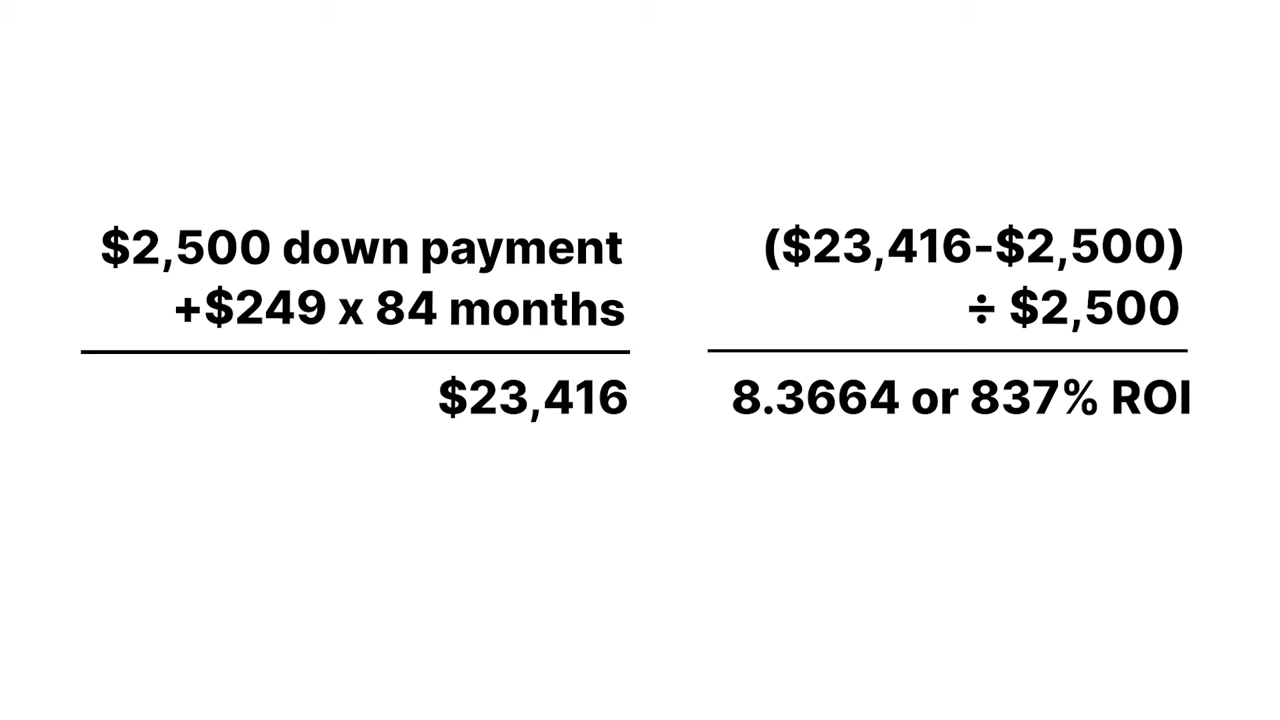 $2,500 down payment
+$249 x 84 months
$23,416
($23,416-$2,500)
÷ $2,500
8.3664 or 837% ROI